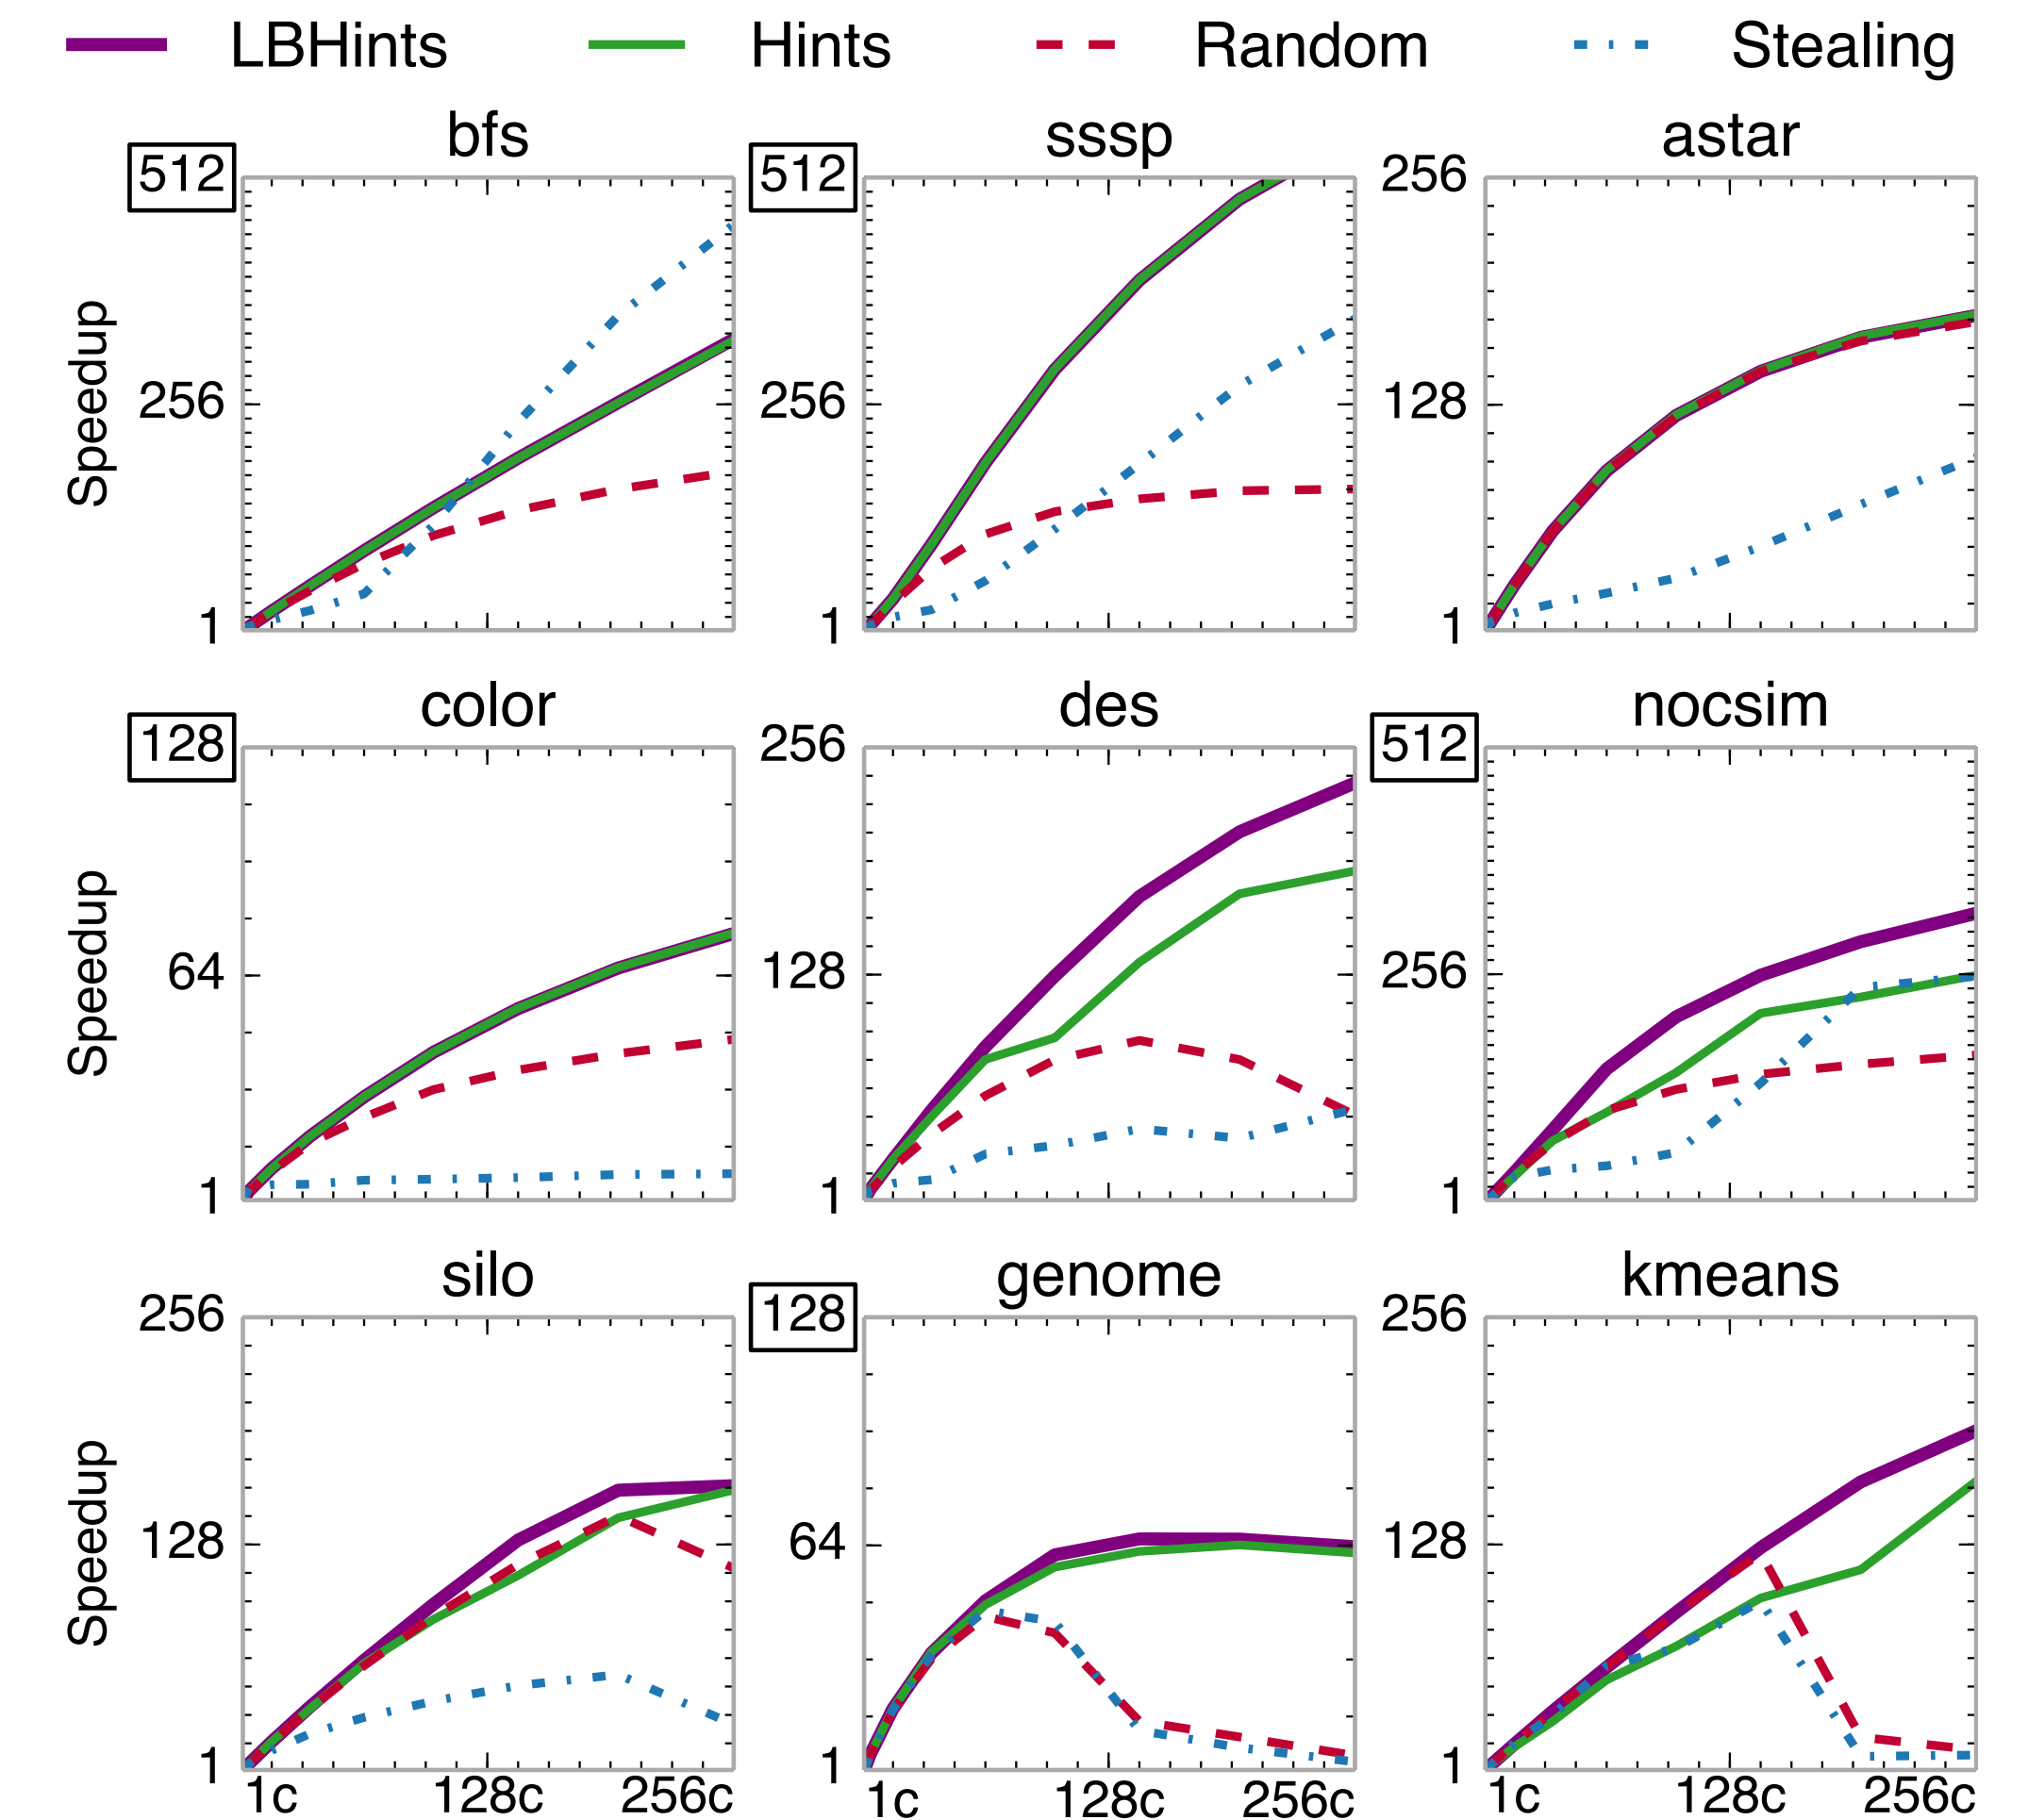 LBHints Hints Random Stealing
bfs sssp astar
512 512 256
Speedup
256 256 128
1 1 1
color des nocsim
128 256 512
Speedup
64 128 256
1 1 1
silo genome kmeans
256 128 256
Speedup
128 64 128
1 1 1
1c 128c 256c 1c 128c 256c 1c 128c 256c